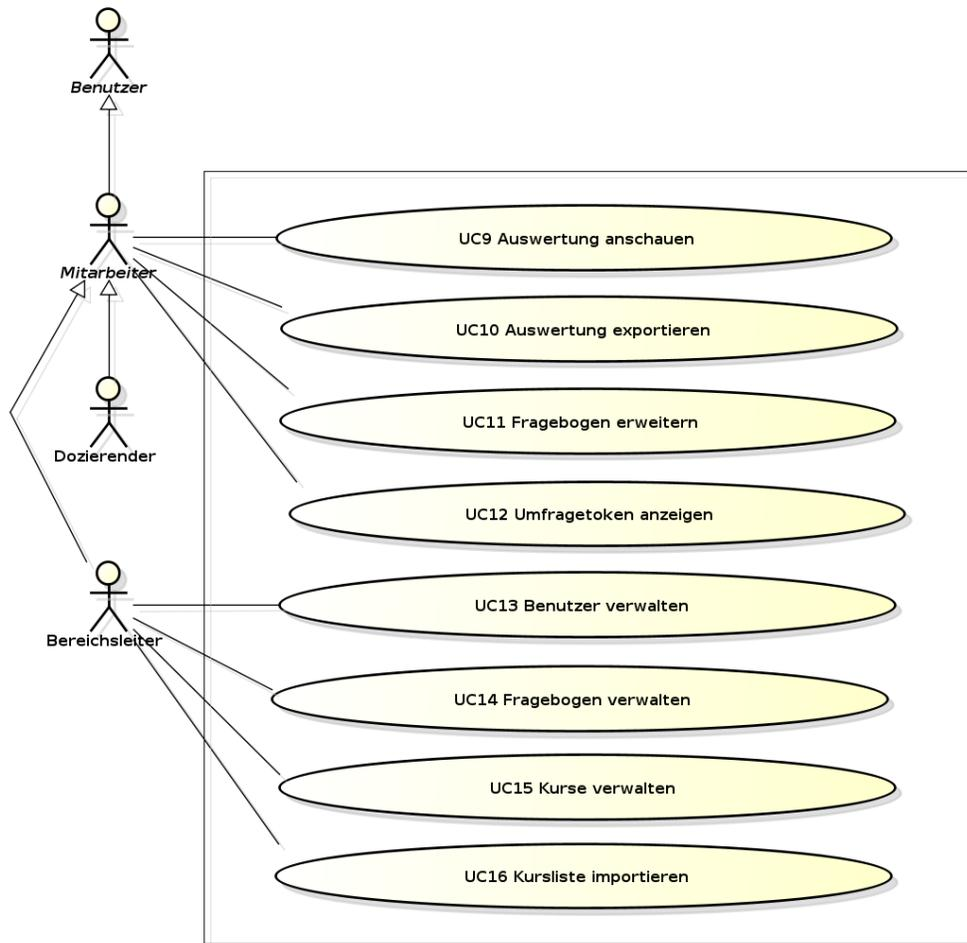 Benutzer
Mitarbeiter
UC9 Auswertung anschauen
UC10 Auswertung exportieren
UC11 Fragebogen erweitern
Dozierender
UC12 Umfragetoken anzeigen
UC13 Benutzer verwalten
Bereichsleiter
UC14 Fragebogen verwalten
UC15 Kurse verwalten
UC16 Kursliste importieren